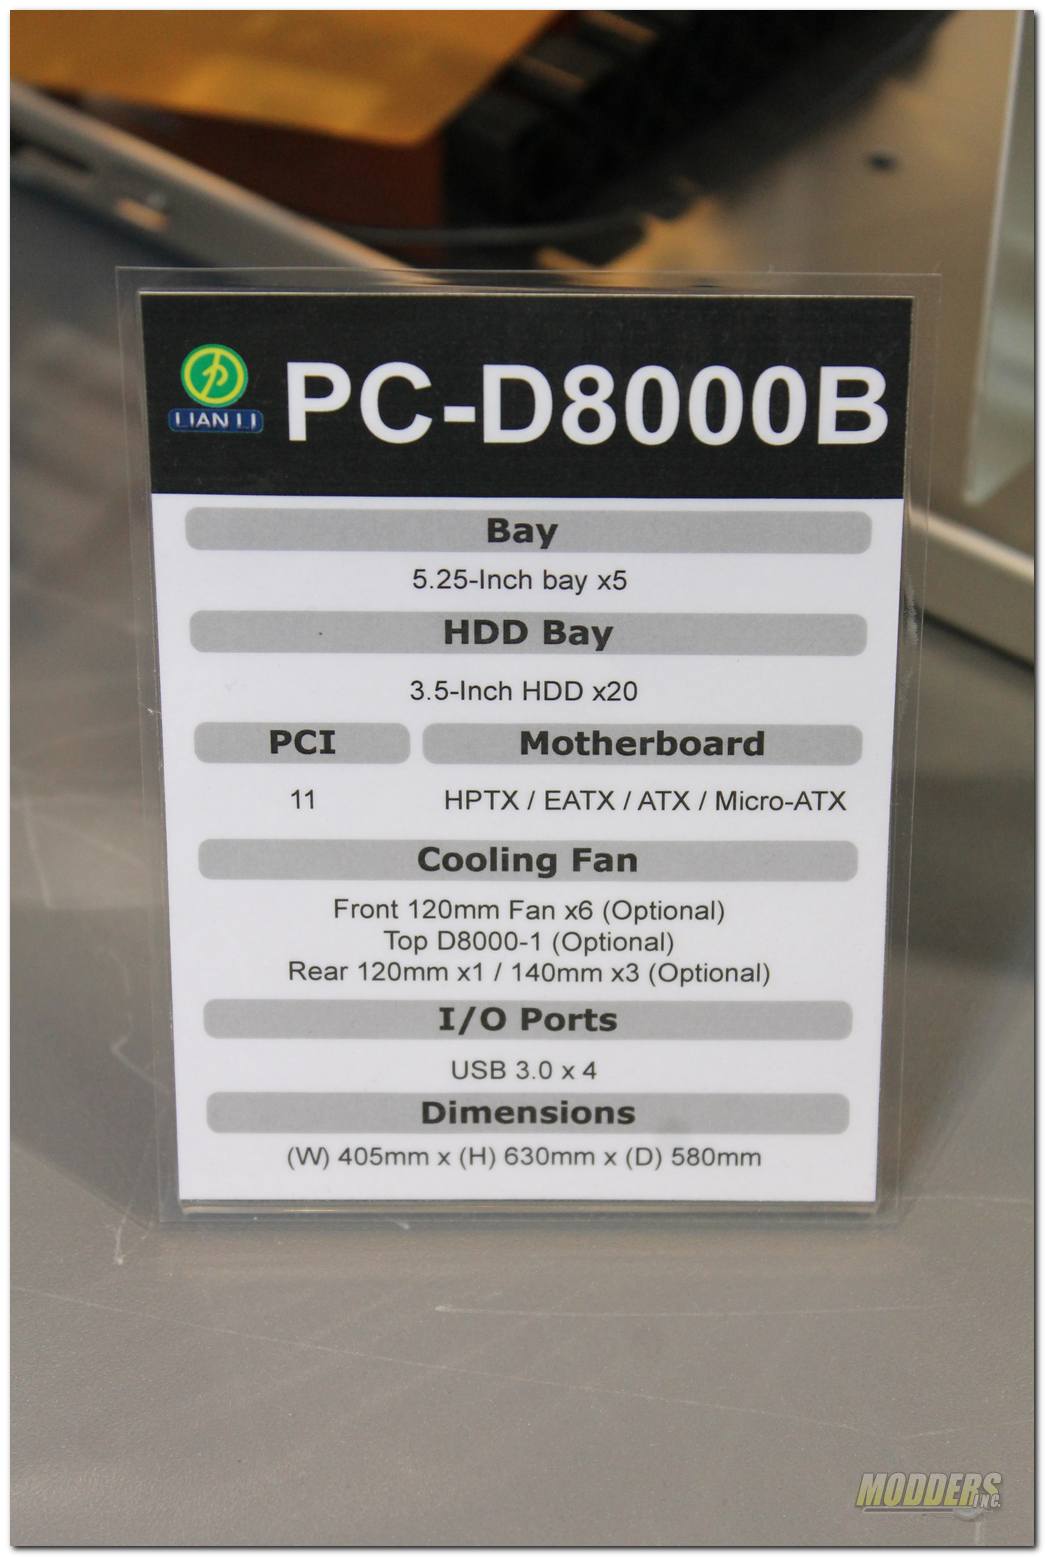 LIAN LI
PC-D8000B
Bay
5.25-Inch bay x5
HDD Bay
3.5-Inch HDD x20
PCI
Motherboard
11
HPTX / EATX / ATX / Micro-ATX
Cooling Fan
Front 120mm Fan x6 (Optional)
Top D8000-1 (Optional)
Rear 120mm x1 / 140mm x3 (Optional)
I/O Ports
USB 3.0 x 4
Dimensions
(W) 405mm x (H) 630mm x (D) 580mm
MODDERS
INC.